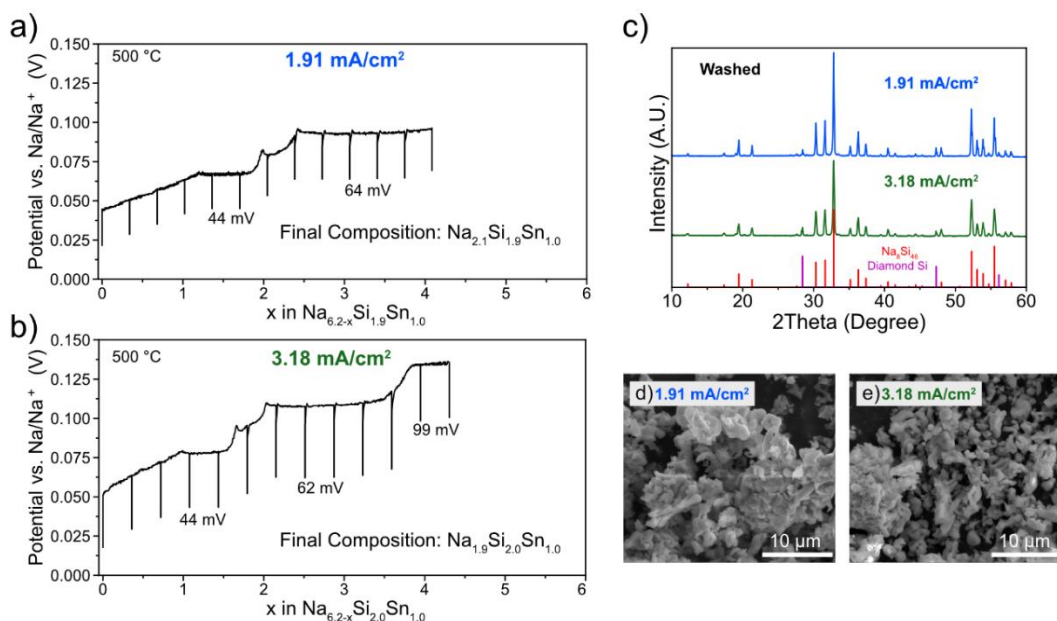 a)
500 °C
1.91 mA/cm²
Potential vs. Na/Na⁺ (V)
0.150
0.125
0.100
0.075
0.050
0.025
0.000
44 mV
64 mV
Final Composition: Na₂.₁Si₁.₉Sn₁.₀
0 1 2 3 4 5 6
x in Na₆.₂₋ₓSi₁.₉Sn₁.₀
b)
500 °C
3.18 mA/cm²
Potential vs. Na/Na⁺ (V)
0.150
0.125
0.100
0.075
0.050
0.025
0.000
44 mV
62 mV
99 mV
Final Composition: Na₁.₉Si₂.₀Sn₁.₀
0 1 2 3 4 5 6
x in Na₆.₂₋ₓSi₂.₀Sn₁.₀
c)
Washed
1.91 mA/cm²
3.18 mA/cm²
Na₈Si₄₆
Diamond Si
Intensity (A.U.)
10 20 30 40 50 60
2Theta (Degree)
d) 1.91 mA/cm²
10 µm
e) 3.18 mA/cm²
10 µm